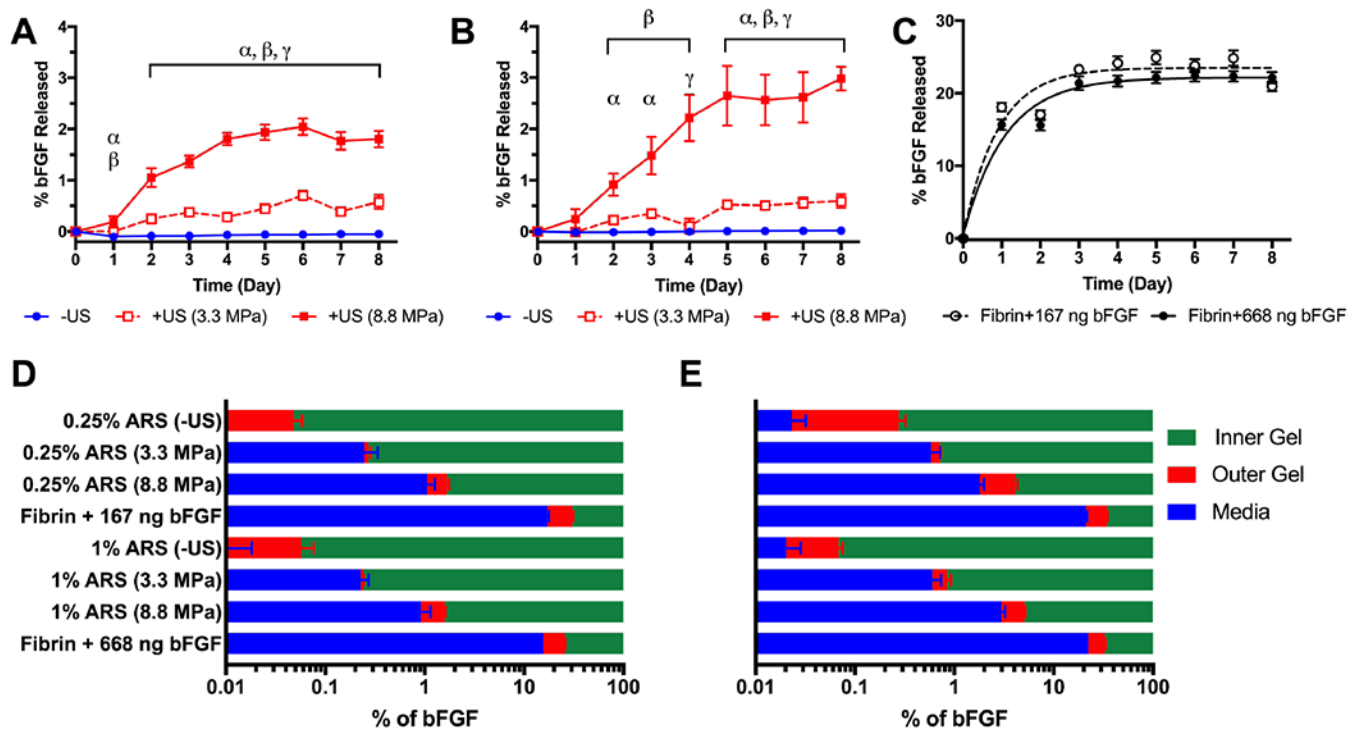 A
B
C
4
3
2
1
0
% bFGF Released
α, β, γ
α
β
0 1 2 3 4 5 6 7 8
Time (Day)
-US +US (3.3 MPa) +US (8.8 MPa)
4
3
2
1
0
% bFGF Released
β
α, β, γ
α α γ
0 1 2 3 4 5 6 7 8
Time (Day)
-US +US (3.3 MPa) +US (8.8 MPa)
30
20
10
0
% bFGF Released
0 1 2 3 4 5 6 7 8
Time (Day)
Fibrin+167 ng bFGF Fibrin+668 ng bFGF
D
0.25% ARS (-US)
0.25% ARS (3.3 MPa)
0.25% ARS (8.8 MPa)
Fibrin + 167 ng bFGF
1% ARS (-US)
1% ARS (3.3 MPa)
1% ARS (8.8 MPa)
Fibrin + 668 ng bFGF
0.01 0.1 1 10 100
% of bFGF
E
0.01 0.1 1 10 100
% of bFGF
Inner Gel
Outer Gel
Media